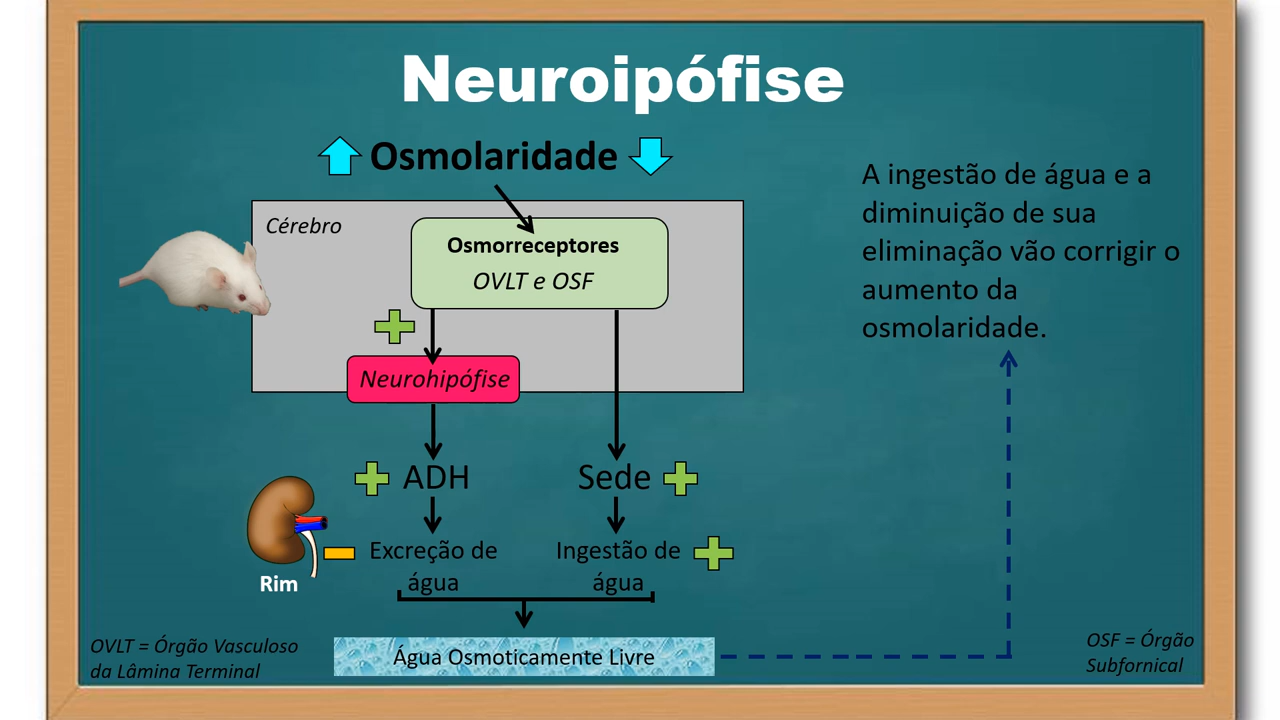 Neuroipófise
Osmolaridade
Cérebro
Osmorreceptores
OVLT e OSF
Neurohipófise
ADH
Sede
Excreção de
água
Ingestão de
água
Rim
Água Osmoticamente Livre
A ingestão de água e a
diminuição de sua
eliminação vão corrigir o
aumento da
osmolaridade.
OVLT = Órgão Vasculoso
da Lâmina Terminal
OSF = Órgão
Subfornical